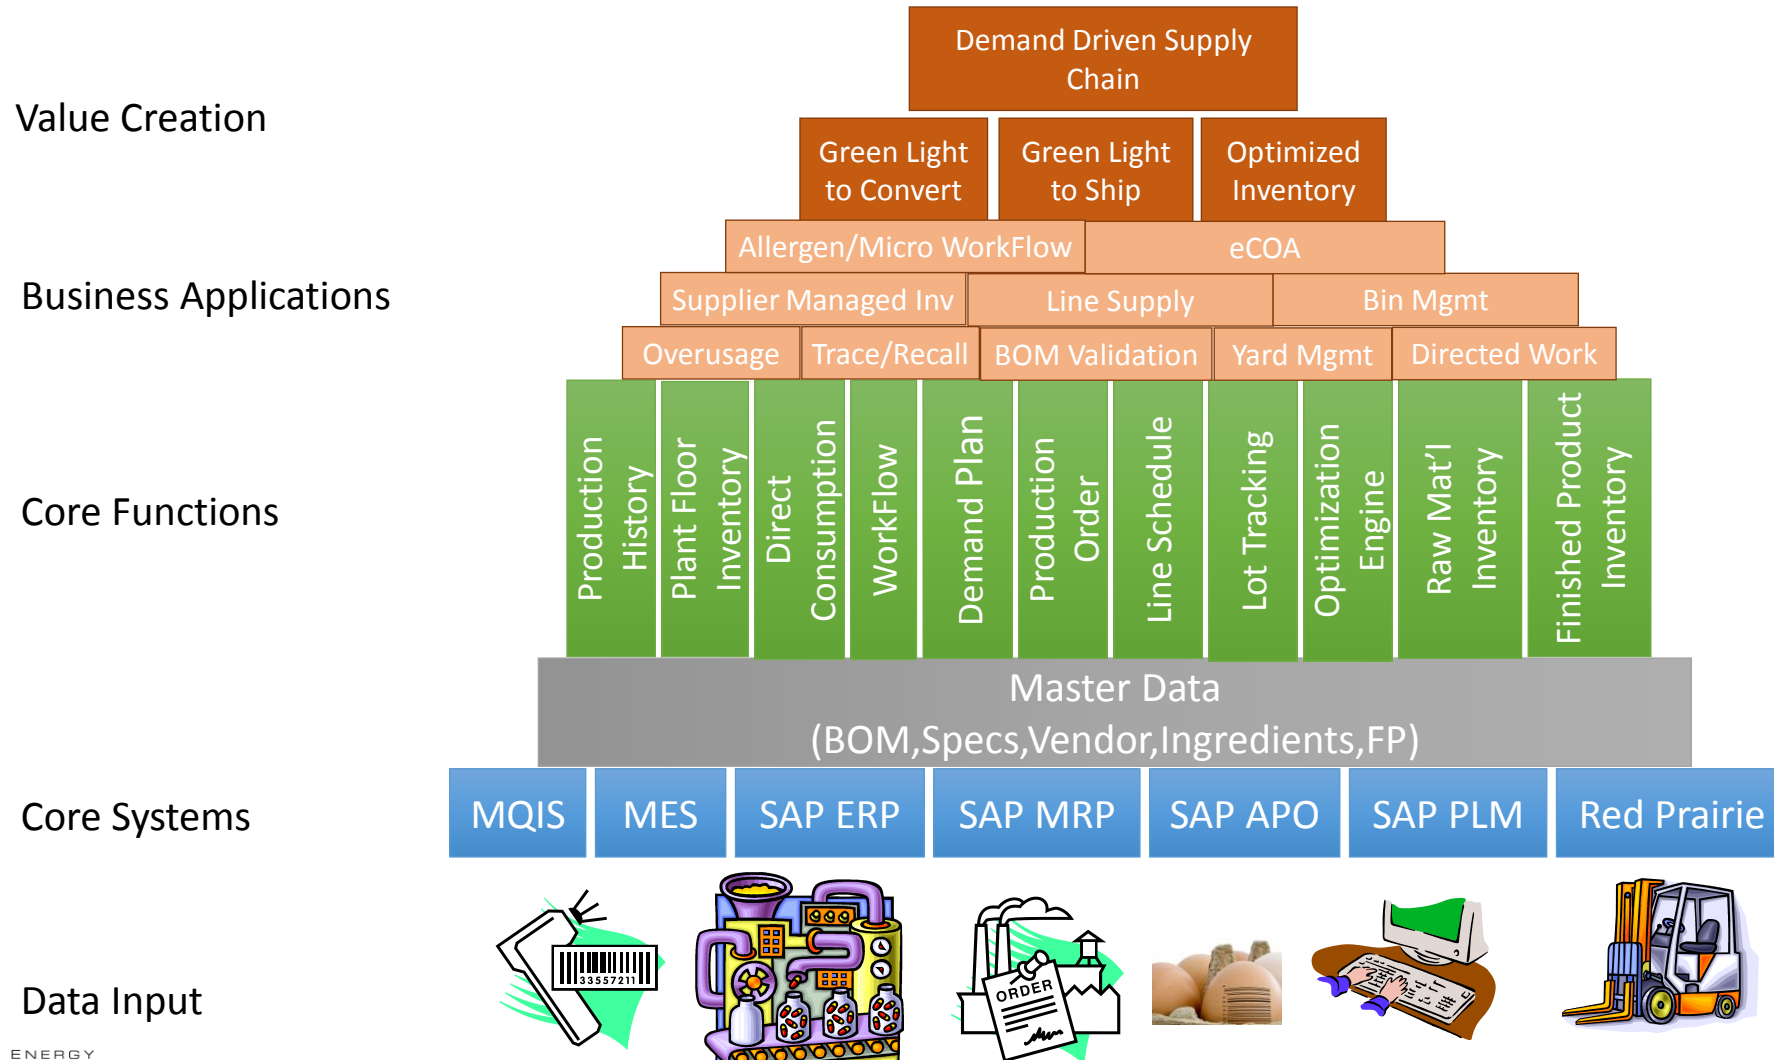 Demand Driven Supply
Chain
Value Creation
Green Light
to Convert
Green Light
to Ship
Optimized
Inventory
Allergen/Micro WorkFlow
eCOA
Business Applications
Supplier Managed Inv
Line Supply
Bin Mgmt
Overusage
Trace/Recall
BOM Validation
Yard Mgmt
Directed Work
Core Functions
Production
History
Plant Floor
Inventory
Direct
Consumption
WorkFlow
Demand Plan
Production
Order
Line Schedule
Lot Tracking
Optimization
Engine
Raw Mat'l
Inventory
Finished Product
Inventory
Master Data
(BOM,Specs,Vendor,Ingredients,FP)
Core Systems
MQIS
MES
SAP ERP
SAP MRP
SAP APO
SAP PLM
Red Prairie
Data Input
33557211
ORDER
ENERGY